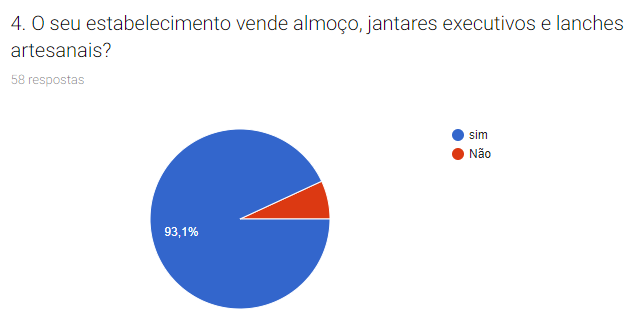 4. O seu estabelecimento vende almoço, jantares executivos e lanches
artesanais?
58 respostas
sim
Não
93,1%